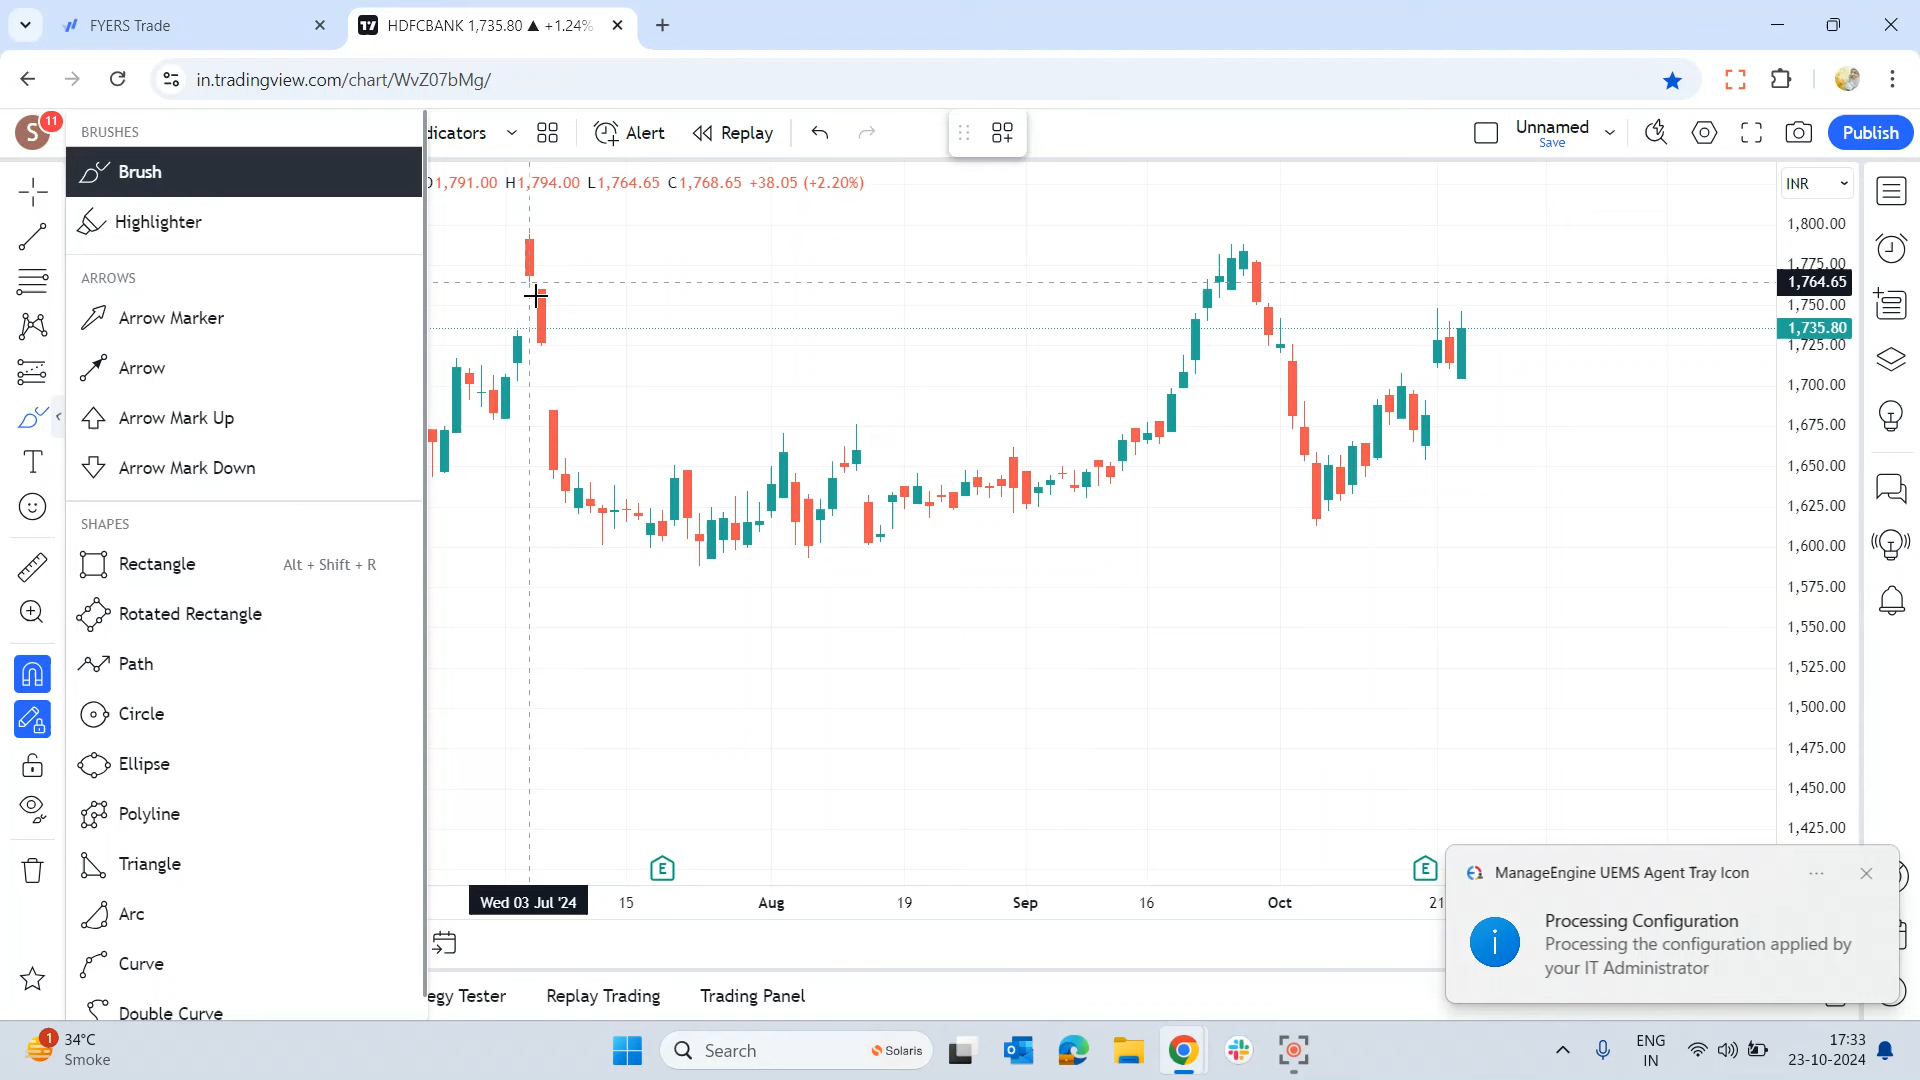 FYERS Trade
HDFCBANK 1,735.80 ▲ +1.24%
in.tradingview.com/chart/WvZ07bMg/
S
11
BRUSHES
dicators
Alert
Replay
Unnamed
Save
Publish
Brush
1,791.00 H1,794.00 L1,764.65 C1,768.65 +38.05 (+2.20%)
INR
Highlighter
ARROWS
Arrow Marker
Arrow
Arrow Mark Up
Arrow Mark Down
SHAPES
Rectangle Alt + Shift + R
Rotated Rectangle
Path
Circle
Ellipse
Polyline
Triangle
Arc
Curve
Double Curve
1,800.00
1,775.00
1,764.65
1,750.00
1,735.80
1,725.00
1,700.00
1,675.00
1,650.00
1,625.00
1,600.00
1,575.00
1,550.00
1,525.00
1,500.00
1,475.00
1,450.00
1,425.00
E
E
Wed 03 Jul '24
15
Aug
19
Sep
16
Oct
21
egy Tester
Replay Trading
Trading Panel
ManageEngine UEMS Agent Tray Icon
Processing Configuration
Processing the configuration applied by
your IT Administrator
1
34°C
Smoke
Search
Solaris
ENG
IN
17:33
23-10-2024